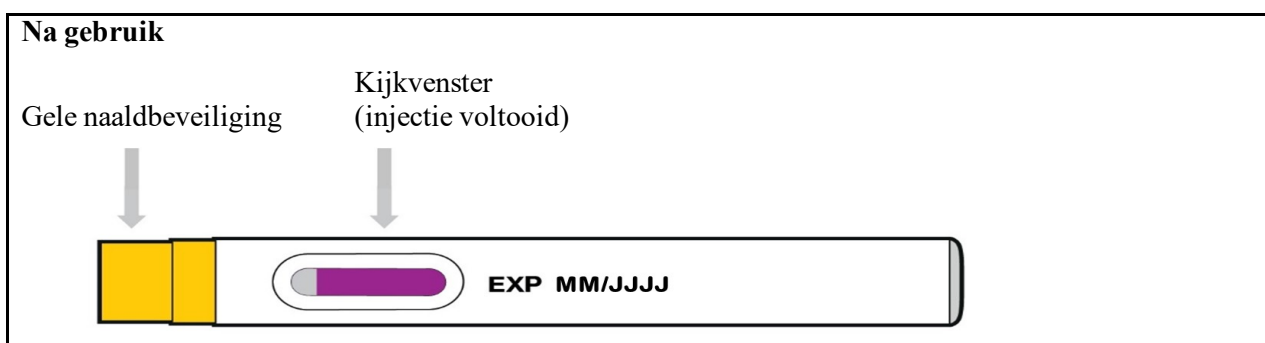 Na gebruik
Gele naaldbeveiliging
Kijkvenster
(injectie voltooid)
EXP MM/JJJJ